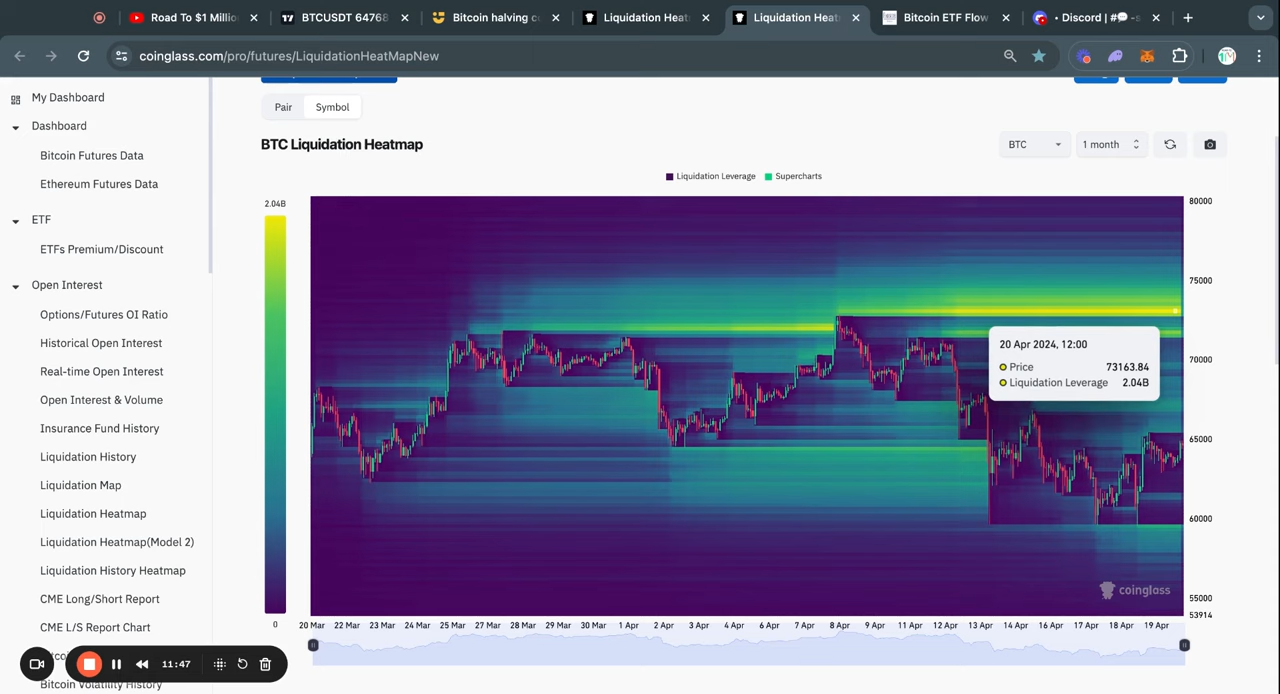 Road To $1 Millio
BTCUSDT 64768
Bitcoin halving c
Liquidation Heat
Liquidation Heat
Bitcoin ETF Flow
• Discord | #💬-s
coinglass.com/pro/futures/LiquidationHeatMapNew
My Dashboard
Dashboard
Bitcoin Futures Data
Ethereum Futures Data
ETF
ETFs Premium/Discount
Open Interest
Options/Futures OI Ratio
Historical Open Interest
Real-time Open Interest
Open Interest & Volume
Insurance Fund History
Liquidation History
Liquidation Map
Liquidation Heatmap
Liquidation Heatmap(Model 2)
Liquidation History Heatmap
CME Long/Short Report
CME L/S Report Chart
Bitcoin Volatility History
11:47
Pair Symbol
BTC Liquidation Heatmap
BTC 1 month
Liquidation Leverage Supercharts
2.04B
0
80000
75000
70000
65000
60000
55000
53914
20 Apr 2024, 12:00
Price 73163.84
Liquidation Leverage 2.04B
coinglass
20 Mar 22 Mar 23 Mar 24 Mar 25 Mar 27 Mar 28 Mar 29 Mar 30 Mar 1 Apr 2 Apr 3 Apr 4 Apr 6 Apr 7 Apr 8 Apr 9 Apr 11 Apr 12 Apr 13 Apr 14 Apr 16 Apr 17 Apr 18 Apr 19 Apr